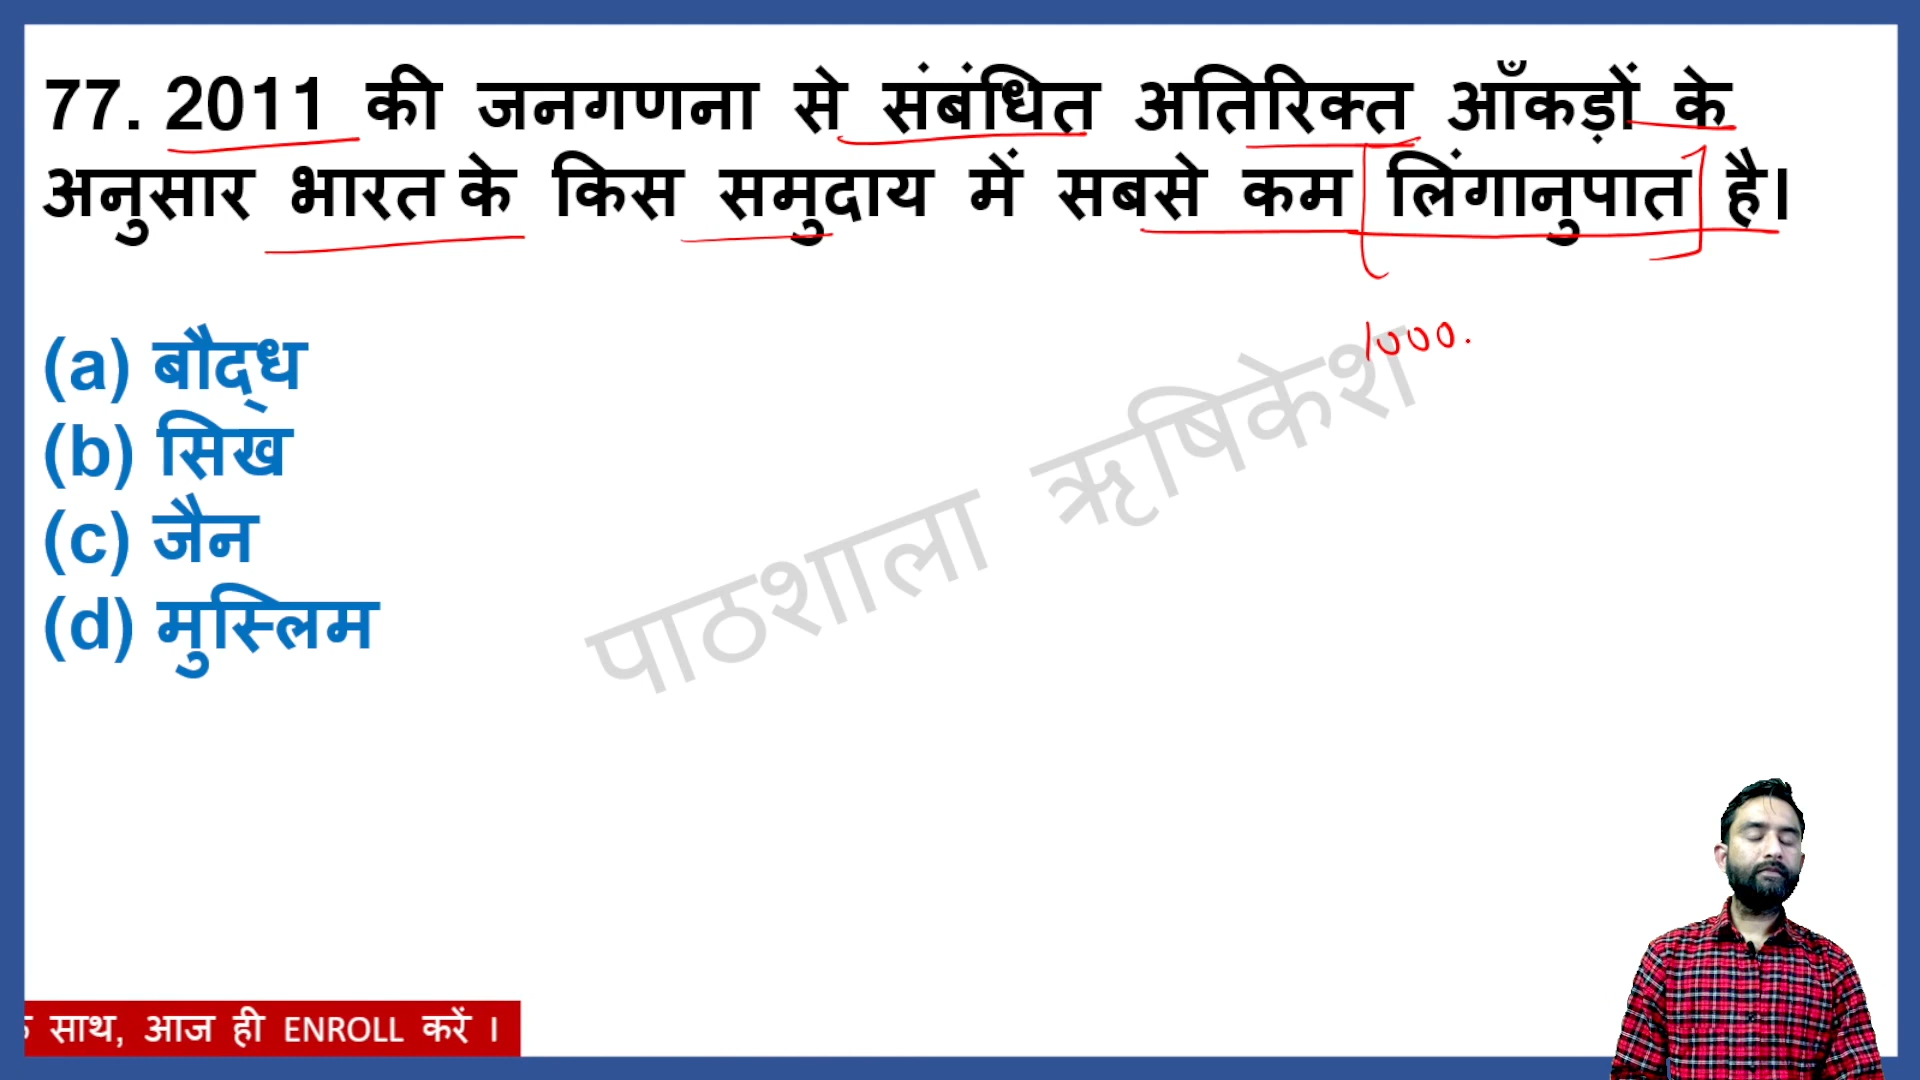 77. 2011 की जनगणना से संबंधित अतिरिक्त आँकड़ों के
अनुसार भारत के किस समुदाय में सबसे कम लिंगानुपात है।
1000.
(a) बौद्ध
(b) सिख
(c) जैन
(d) मुस्लिम
पाठशाला ऋषिकेश
साथ, आज ही ENROLL करें ।